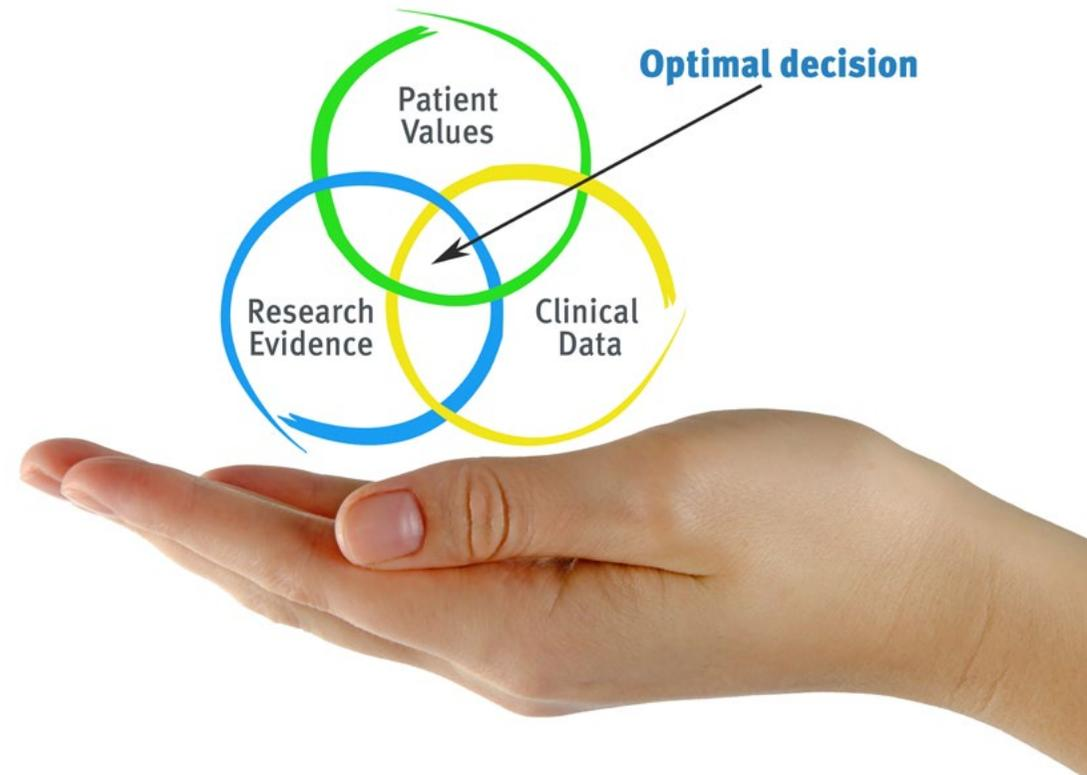 Optimal decision
Patient
Values
Research
Evidence
Clinical
Data